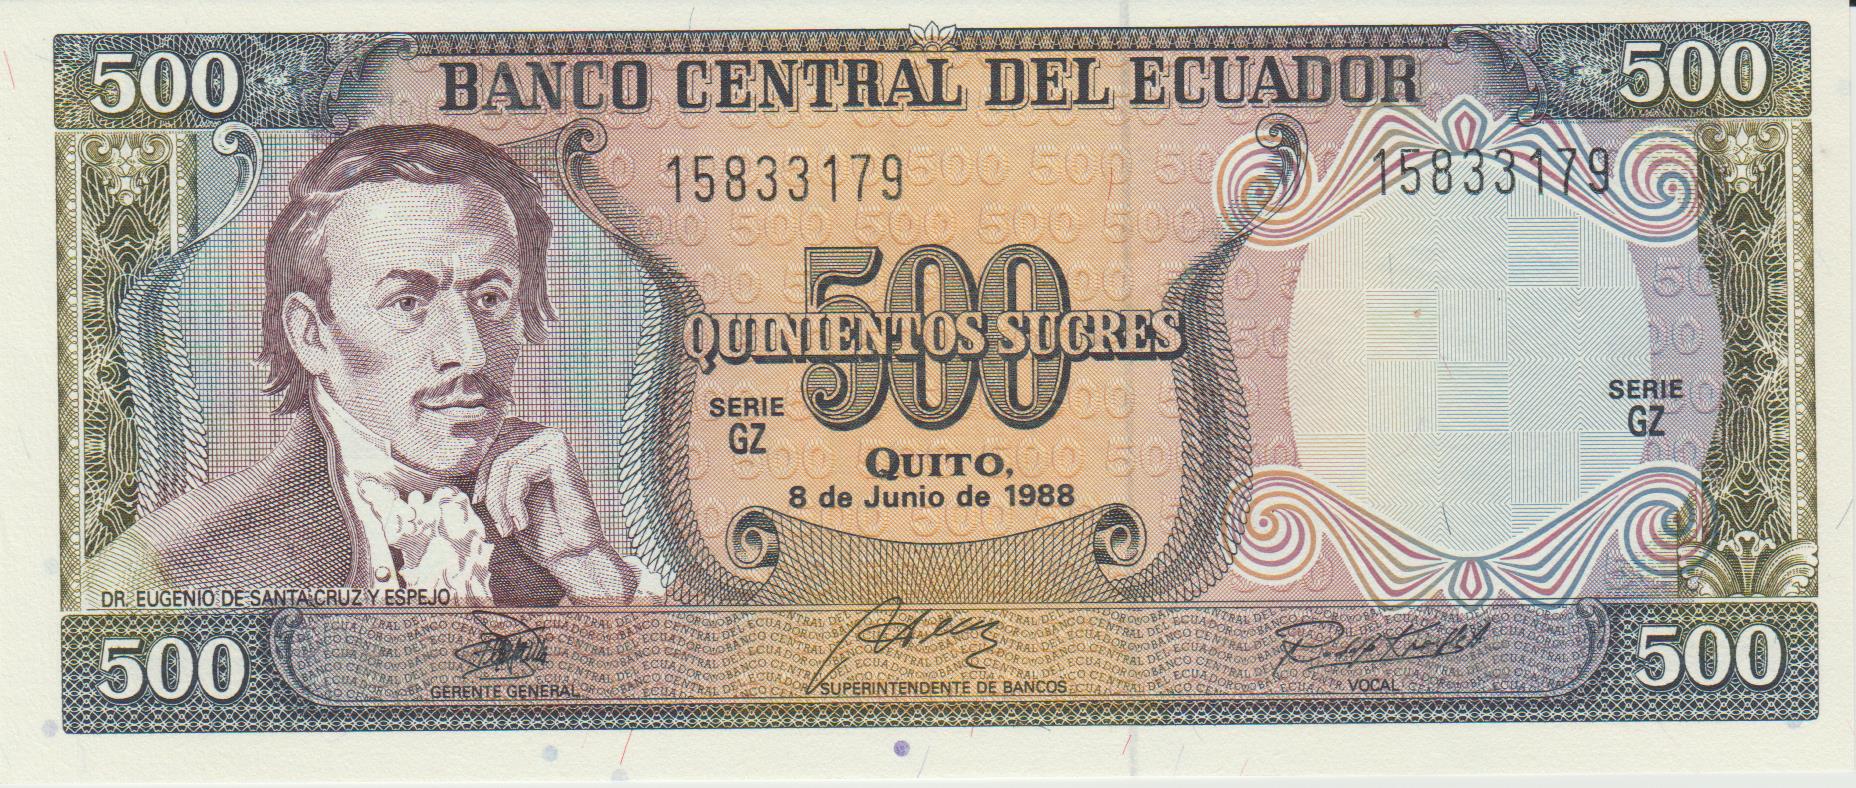 500 BANCO CENTRAL DEL ECUADOR 500
15833179 15833179
500
QUINIENTOS SUCRES
SERIE
GZ
SERIE
GZ
QUITO,
8 de Junio de 1988
DR. EUGENIO DE SANTA CRUZ Y ESPEJO
500 500
GERENTE GENERAL
SUPERINTENDENTE DE BANCOS
VOCAL